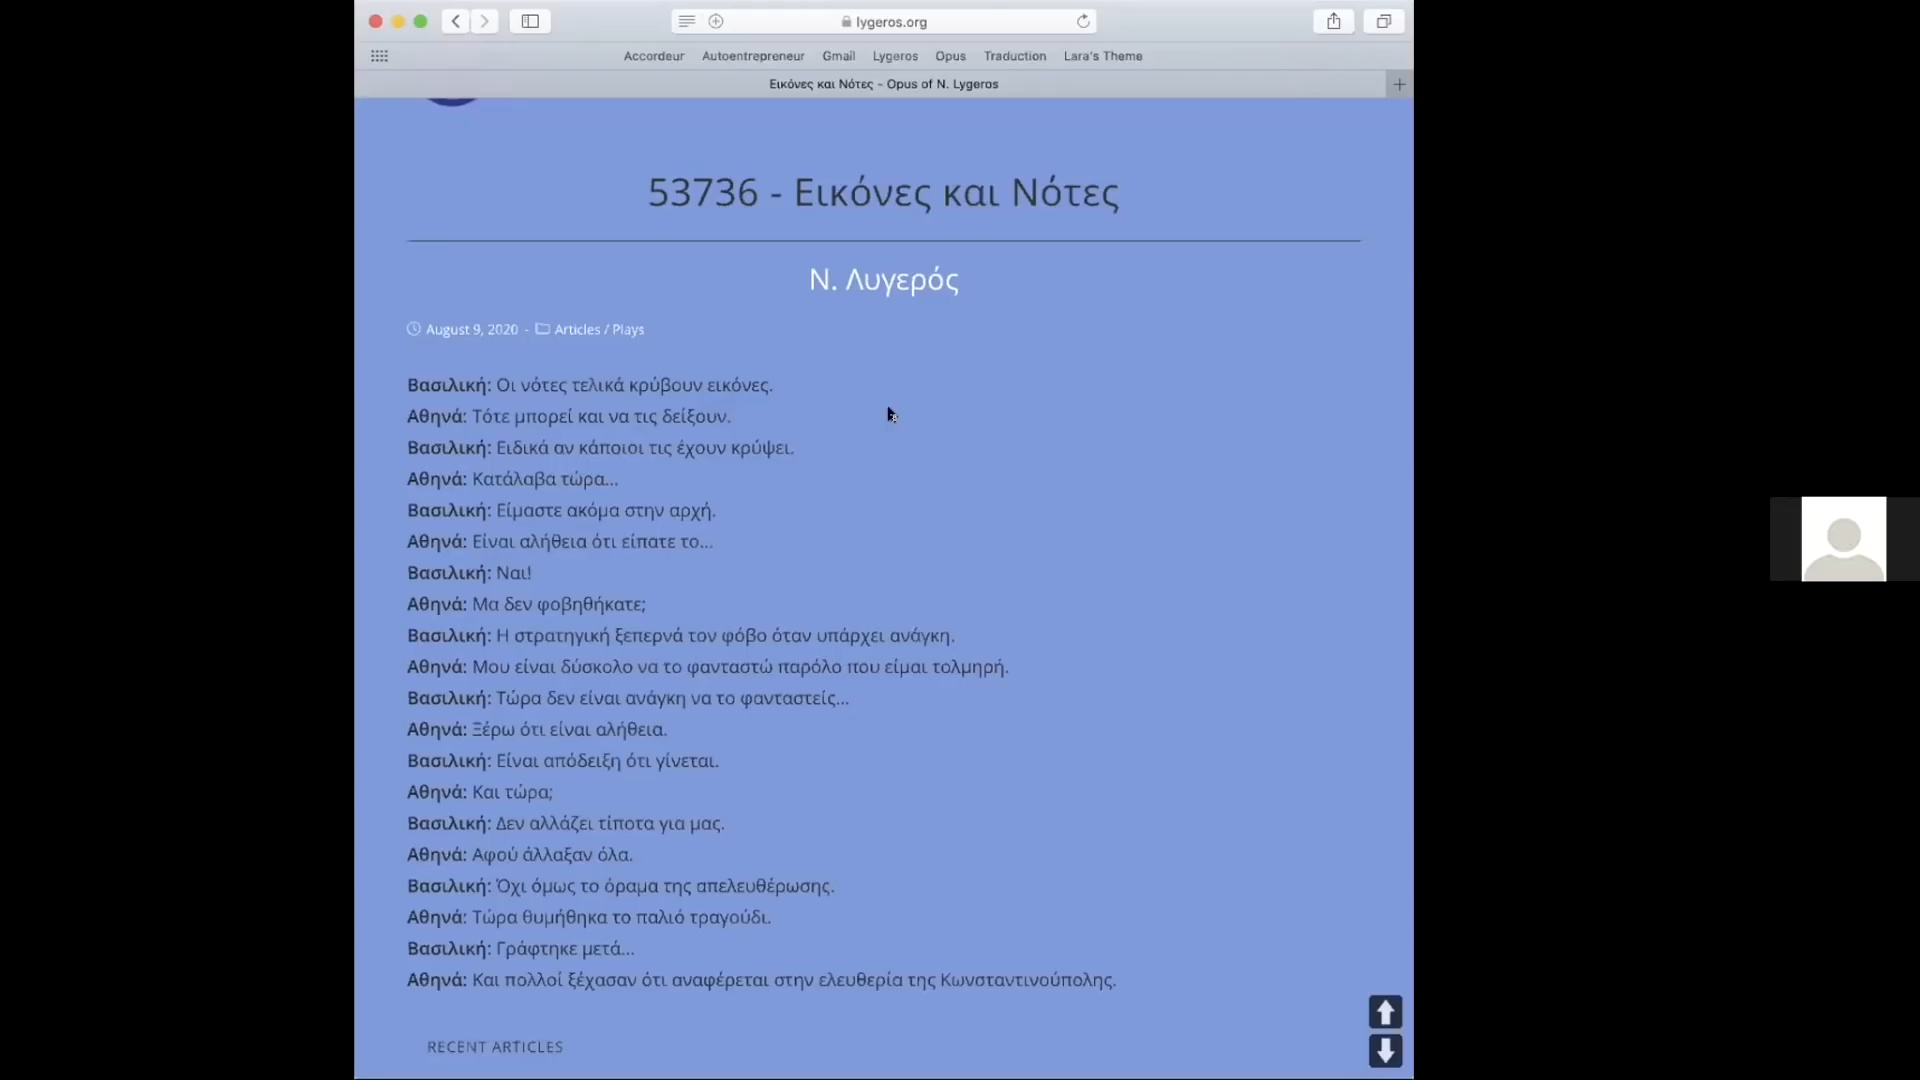 lygeros.org
Accordeur Autoentrepreneur Gmail Lygeros Opus Traduction Lara's Theme
Εικόνες και Νότες – Opus of N. Lygeros
53736 - Εικόνες και Νότες
Ν. Λυγερός
August 9, 2020 - Articles / Plays
Βασιλική: Οι νότες τελικά κρύβουν εικόνες.
Αθηνά: Τότε μπορεί και να τις δείξουν.
Βασιλική: Ειδικά αν κάποιοι τις έχουν κρύψει.
Αθηνά: Κατάλαβα τώρα…
Βασιλική: Είμαστε ακόμα στην αρχή.
Αθηνά: Είναι αλήθεια ότι είπατε το…
Βασιλική: Ναι!
Αθηνά: Μα δεν φοβηθήκατε;
Βασιλική: Η στρατηγική ξεπερνά τον φόβο όταν υπάρχει ανάγκη.
Αθηνά: Μου είναι δύσκολο να το φανταστώ παρόλο που είμαι τολμηρή.
Βασιλική: Τώρα δεν είναι ανάγκη να το φανταστείς…
Αθηνά: Ξέρω ότι είναι αλήθεια.
Βασιλική: Είναι απόδειξη ότι γίνεται.
Αθηνά: Και τώρα;
Βασιλική: Δεν αλλάζει τίποτα για μας.
Αθηνά: Αφού άλλαξαν όλα.
Βασιλική: Όχι όμως το όραμα της απελευθέρωσης.
Αθηνά: Τώρα θυμήθηκα το παλιό τραγούδι.
Βασιλική: Γράφτηκε μετά…
Αθηνά: Και πολλοί ξέχασαν ότι αναφέρεται στην ελευθερία της Κωνσταντινούπολης.
RECENT ARTICLES